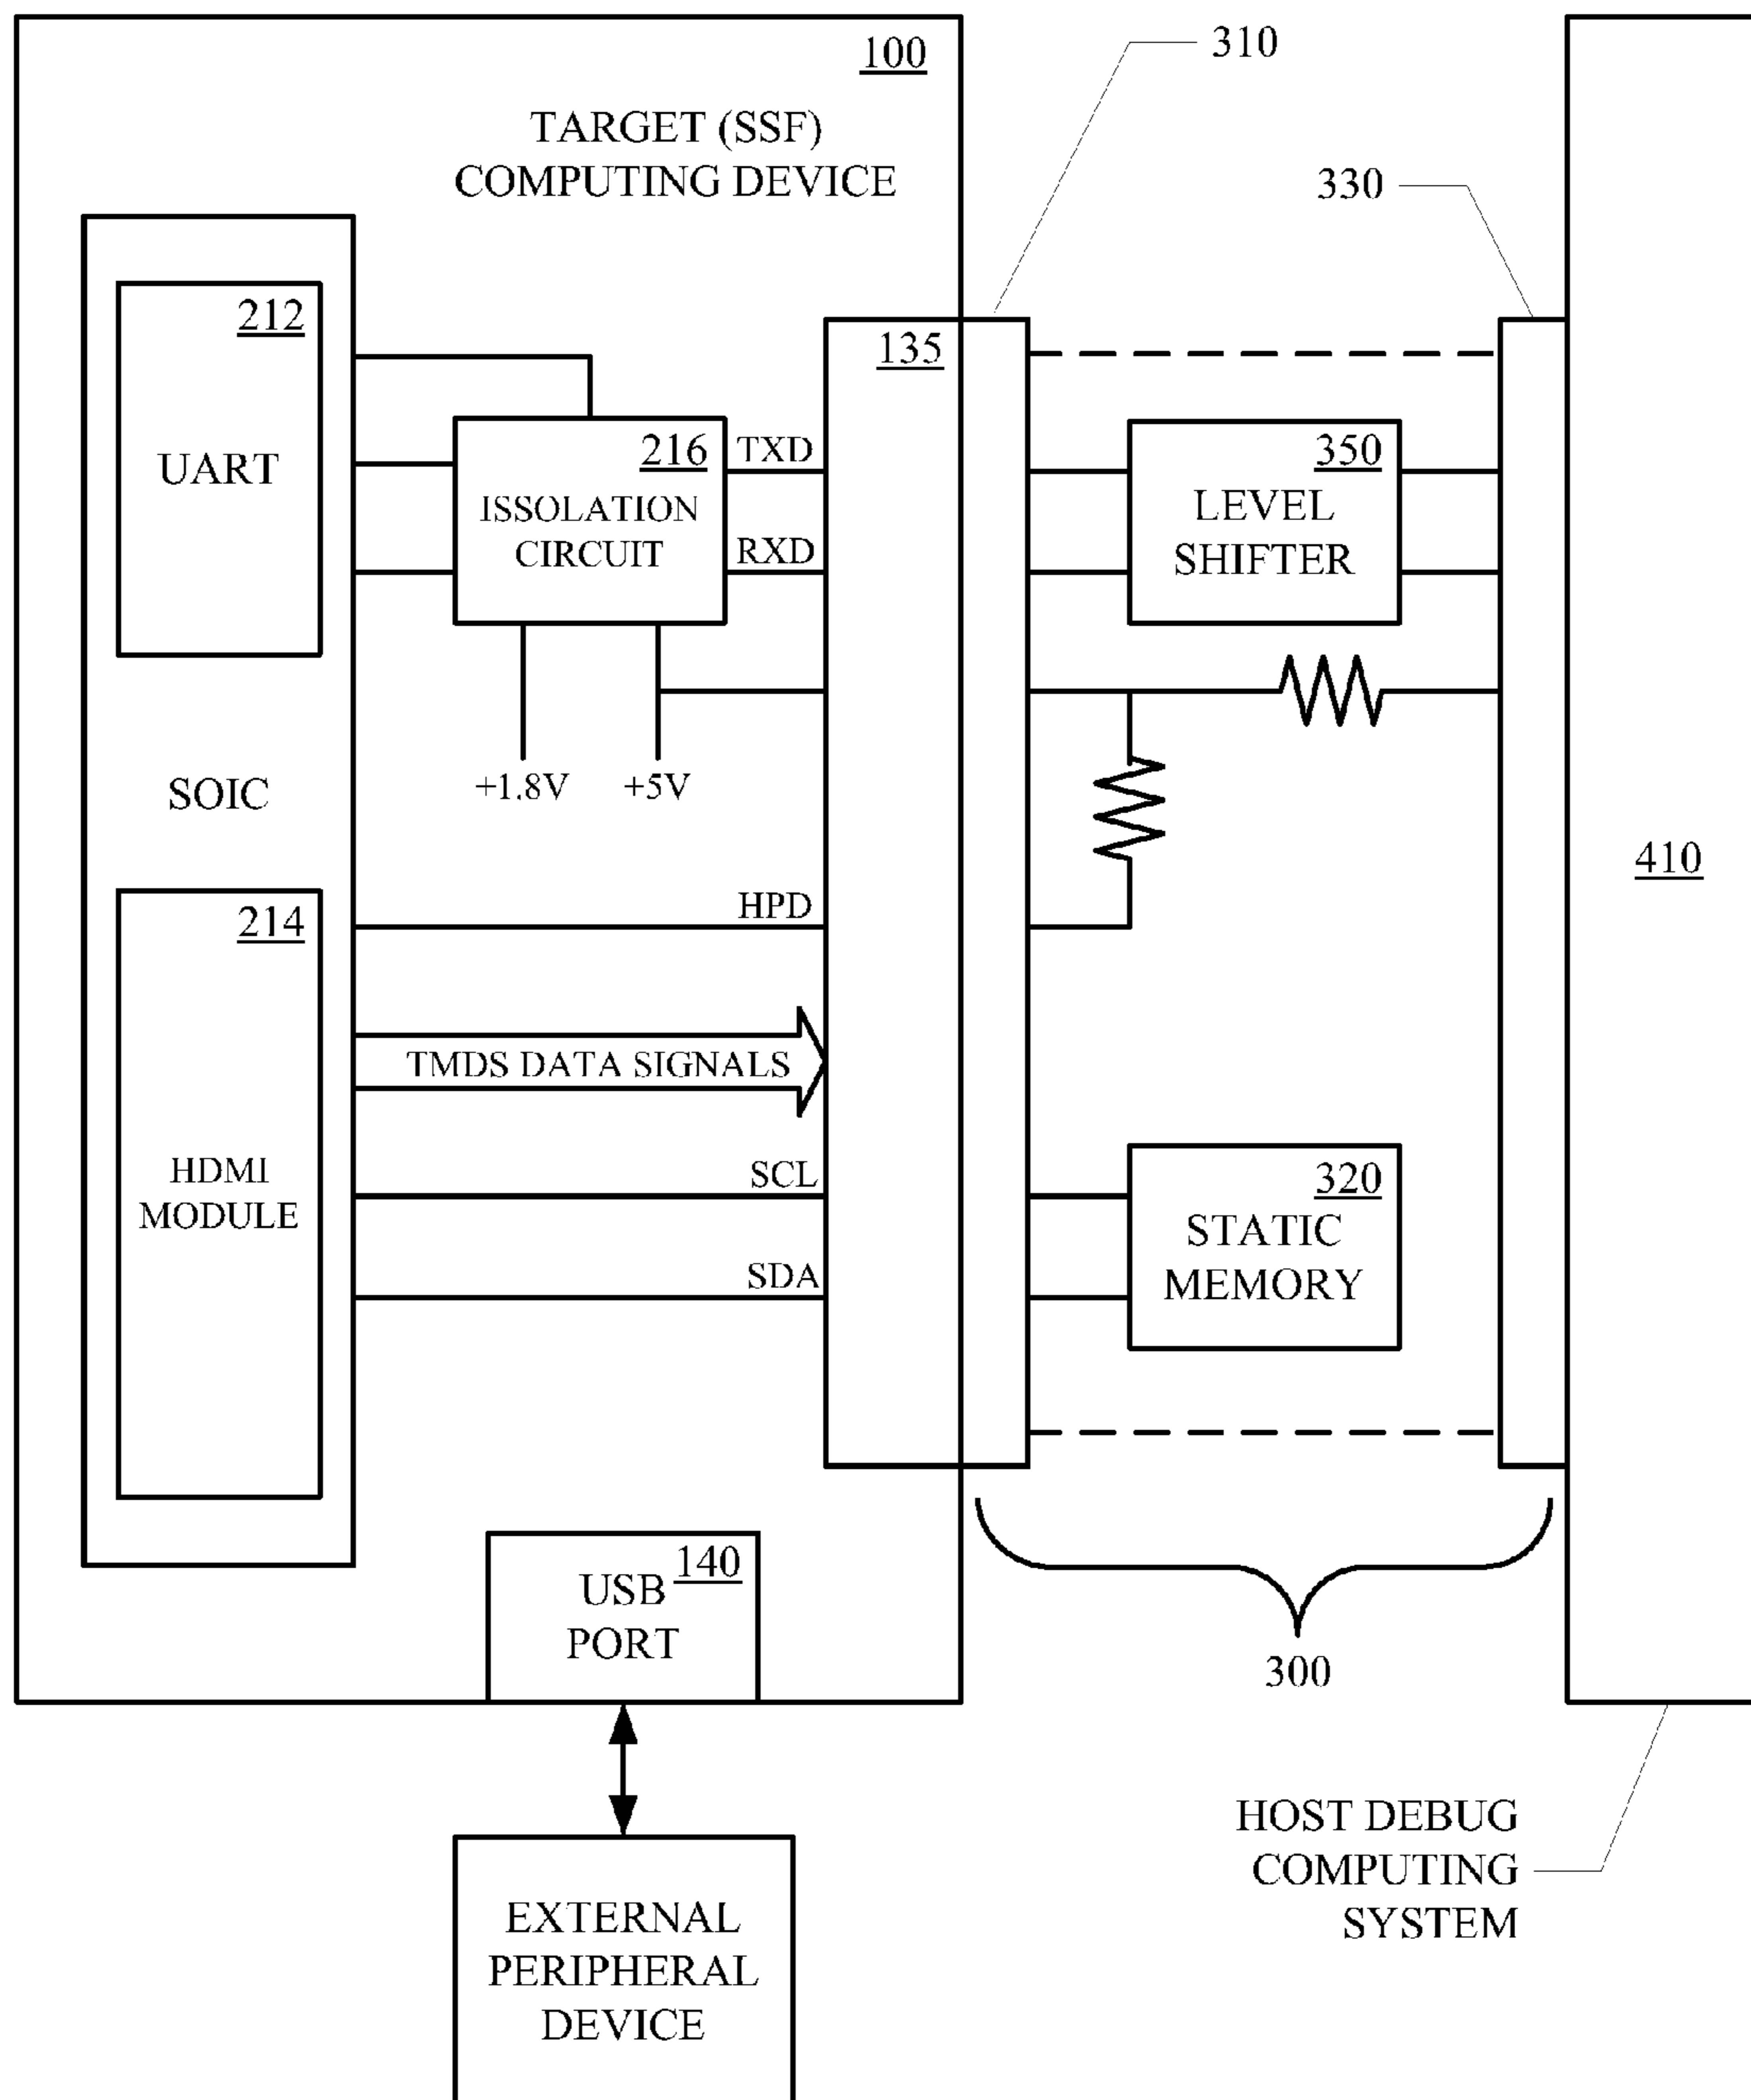 100
TARGET (SSF)
COMPUTING DEVICE
310
330
212
UART
216
ISSOLATION
CIRCUIT
TXD
RXD
135
350
LEVEL
SHIFTER
+1.8V
+5V
SOIC
410
214
HDMI
MODULE
HPD
TMDS DATA SIGNALS
SCL
SDA
320
STATIC
MEMORY
140
USB
PORT
300
HOST DEBUG
COMPUTING
SYSTEM
EXTERNAL
PERIPHERAL
DEVICE